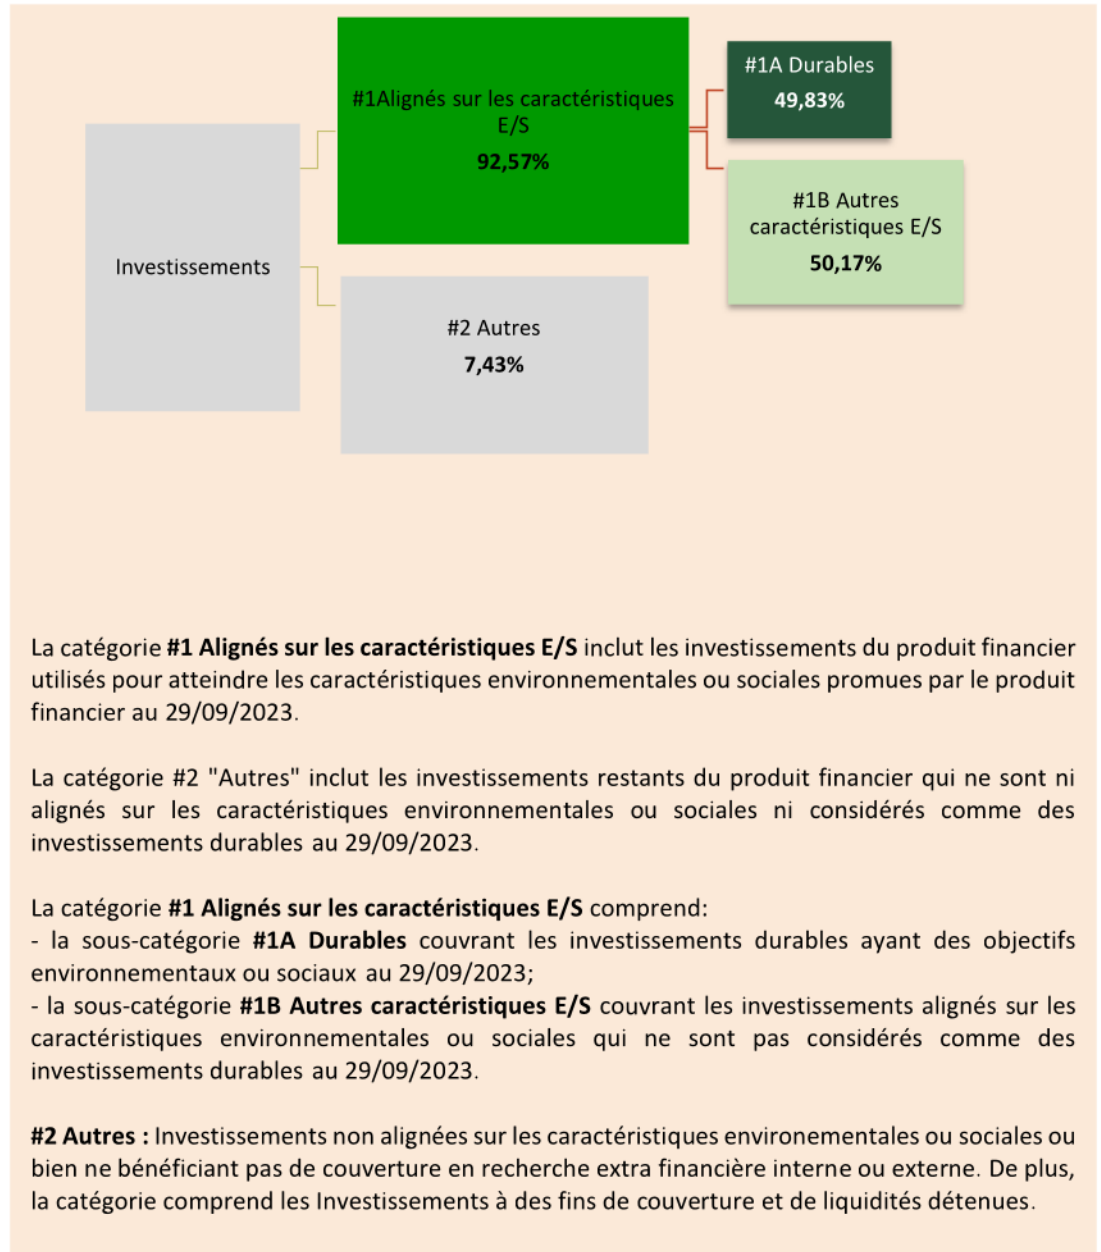 #1A Durables
49,83%
#1Alignés sur les caractéristiques
E/S
92,57%
#1B Autres
caractéristiques E/S
50,17%
Investissements
#2 Autres
7,43%
La catégorie #1 Alignés sur les caractéristiques E/S inclut les investissements du produit financier
utilisés pour atteindre les caractéristiques environnementales ou sociales promues par le produit
financier au 29/09/2023.
La catégorie #2 "Autres" inclut les investissements restants du produit financier qui ne sont ni
alignés sur les caractéristiques environnementales ou sociales ni considérés comme des
investissements durables au 29/09/2023.
La catégorie #1 Alignés sur les caractéristiques E/S comprend:
- la sous-catégorie #1A Durables couvrant les investissements durables ayant des objectifs
environnementaux ou sociaux au 29/09/2023;
- la sous-catégorie #1B Autres caractéristiques E/S couvrant les investissements alignés sur les
caractéristiques environnementales ou sociales qui ne sont pas considérés comme des
investissements durables au 29/09/2023.
#2 Autres : Investissements non alignées sur les caractéristiques environementales ou sociales ou
bien ne bénéficiant pas de couverture en recherche extra financière interne ou externe. De plus,
la catégorie comprend les Investissements à des fins de couverture et de liquidités détenues.